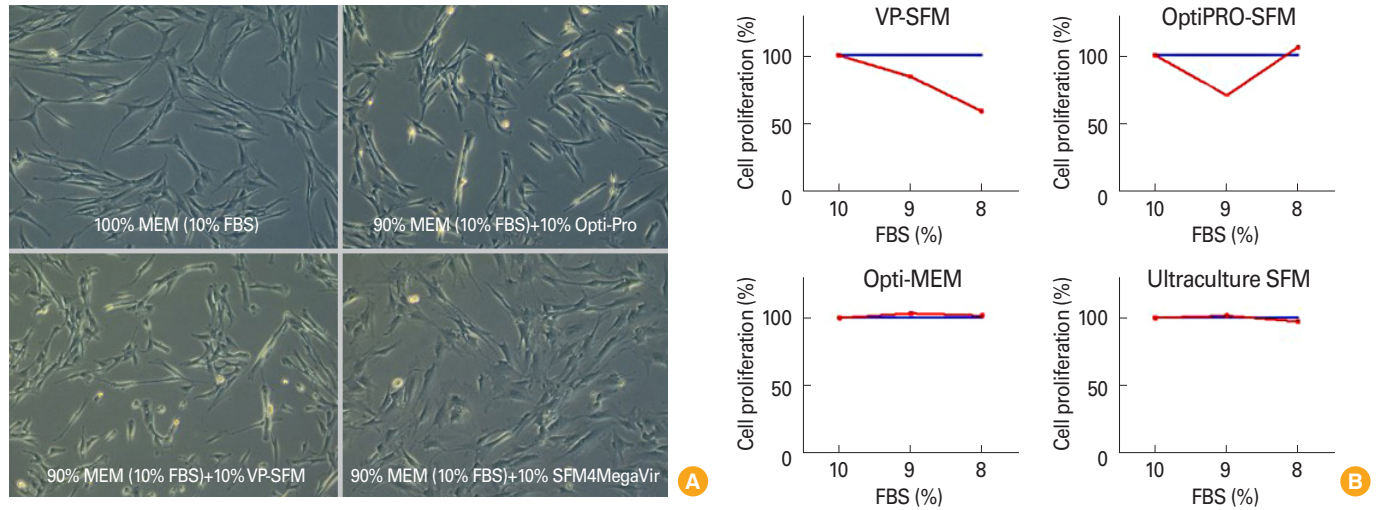 100% MEM (10% FBS)
90% MEM (10% FBS)+10% Opti-Pro
90% MEM (10% FBS)+10% VP-SFM
90% MEM (10% FBS)+10% SFM4MegaVir
A
VP-SFM
Cell proliferation (%)
100
50
0
10 9 8
FBS (%)
OptiPRO-SFM
Cell proliferation (%)
100
50
0
10 9 8
FBS (%)
Opti-MEM
Cell proliferation (%)
100
50
0
10 9 8
FBS (%)
Ultraculture SFM
Cell proliferation (%)
100
50
0
10 9 8
FBS (%)
B